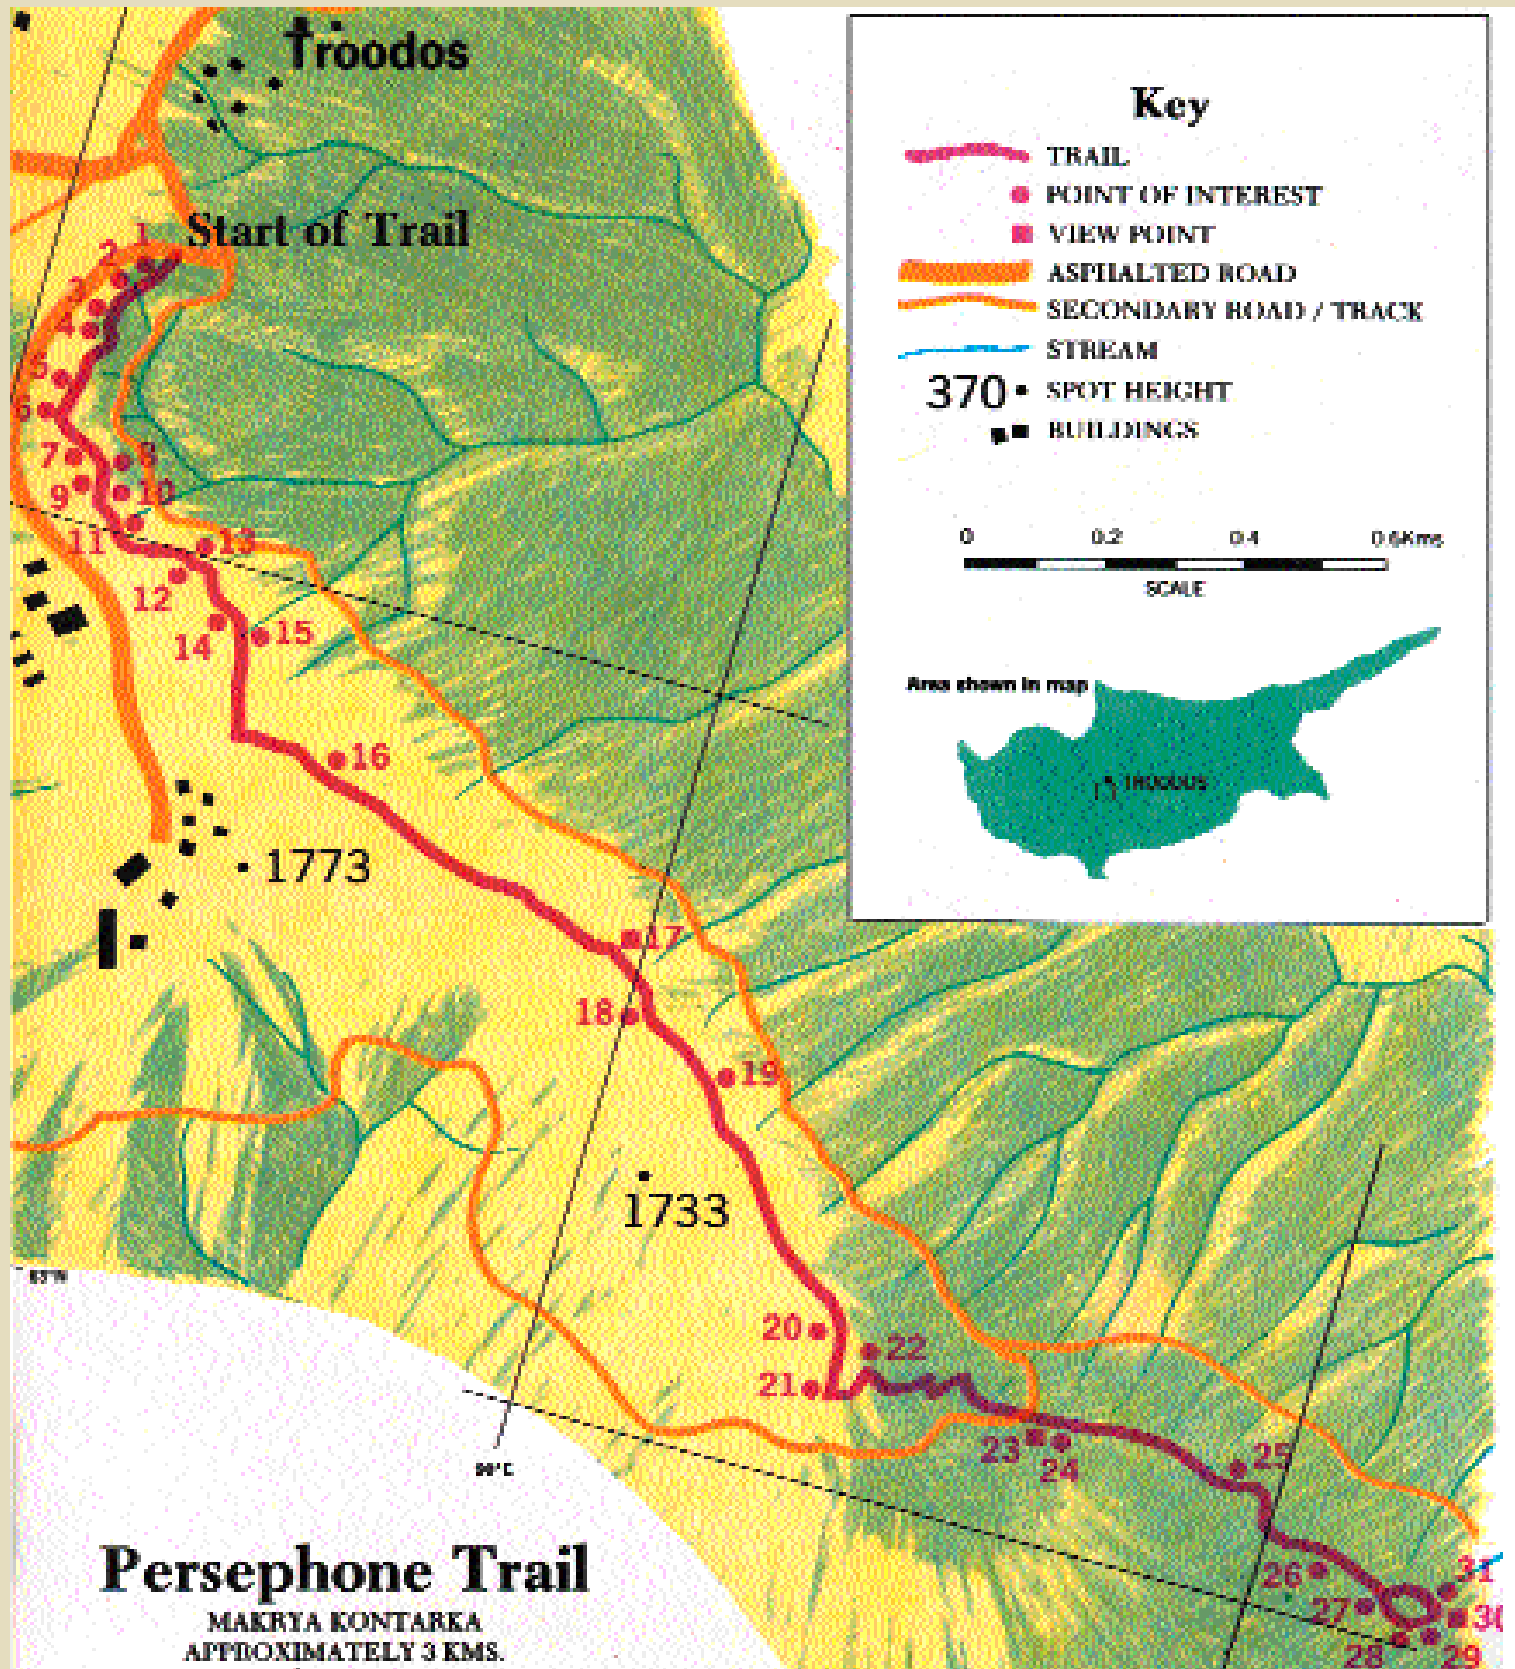 Troodos
Start of Trail
1
2
3
4
5
6
7
8
9
10
11
13
12
14
15
16
1773
17
18
19
1733
20
21
22
23
24
25
26
27
28
29
30
31
Key
TRAIL
POINT OF INTEREST
VIEW POINT
ASPHALTED ROAD
SECONDARY ROAD / TRACK
STREAM
370 SPOT HEIGHT
BUILDINGS
0 0.2 0.4 0.6Kms
SCALE
Area shown in map
TROODOS
Persephone Trail
MAKRYA KONTARKA
APPROXIMATELY 3 KMS.